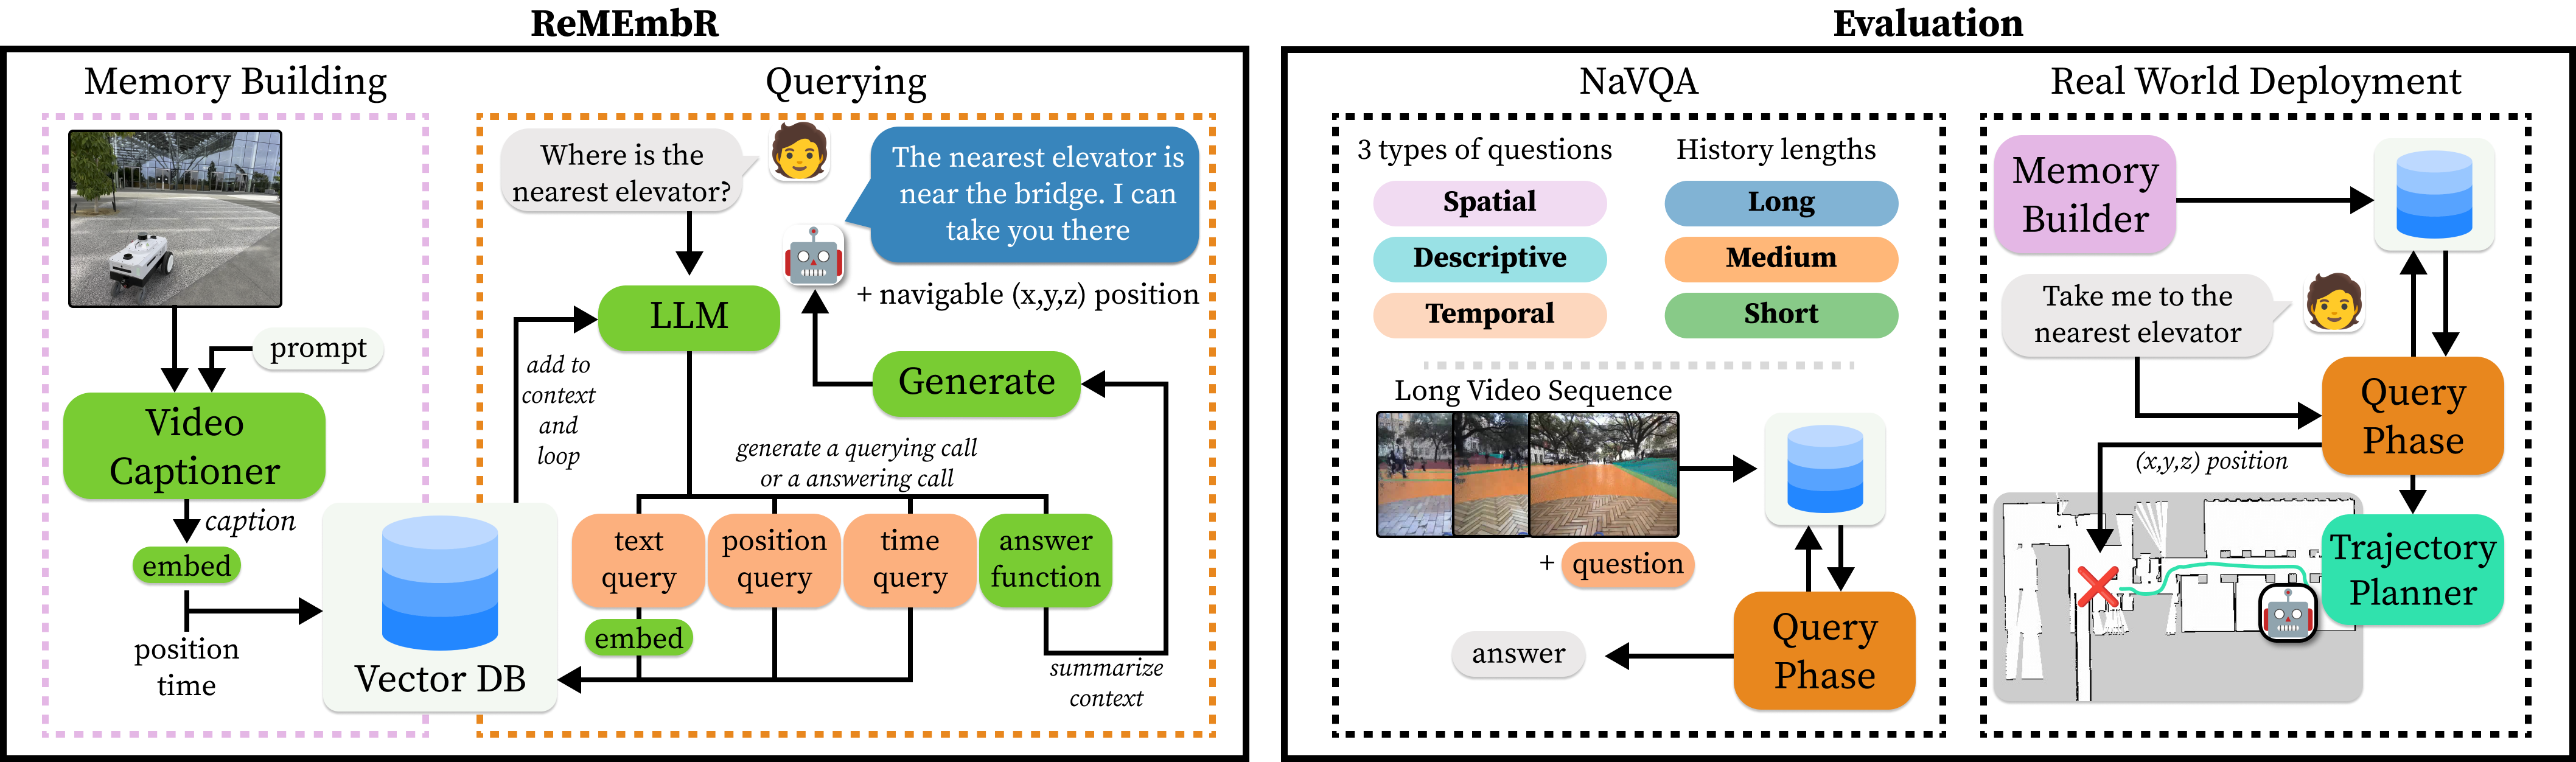 ReMEmbR
Memory Building
prompt
Video
Captioner
caption
embed
position
time
Vector DB
Querying
Where is the
nearest elevator?
The nearest elevator is
near the bridge. I can
take you there
+ navigable (x,y,z) position
LLM
add to
context
and
loop
Generate
generate a querying call
or a answering call
text
query
position
query
time
query
answer
function
embed
summarize
context
Evaluation
NaVQA
3 types of questions
Spatial
Descriptive
Temporal
History lengths
Long
Medium
Short
Long Video Sequence
+ question
Query
Phase
answer
Real World Deployment
Memory
Builder
Take me to the
nearest elevator
Query
Phase
(x,y,z) position
Trajectory
Planner